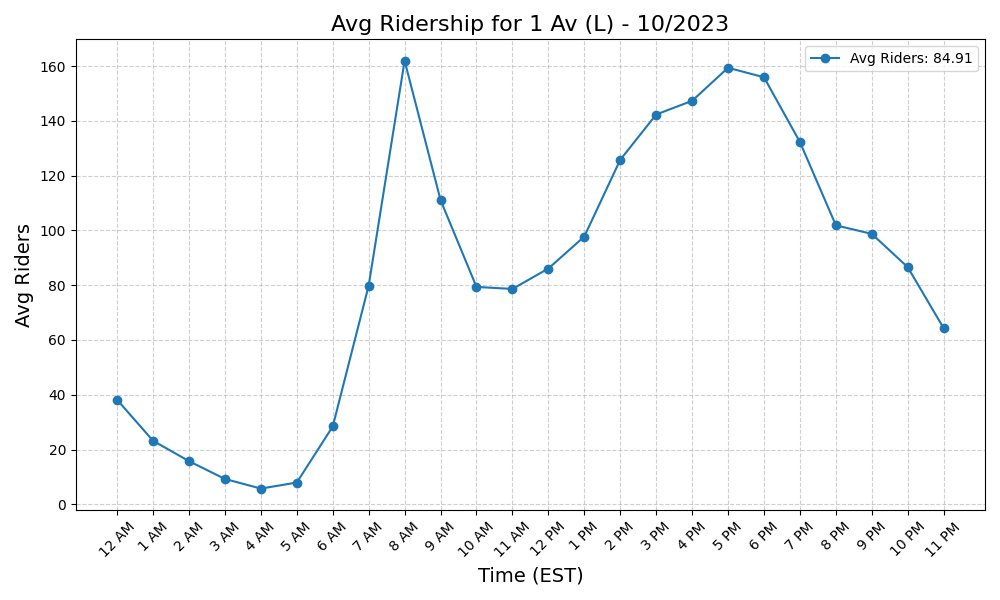 Avg Ridership for 1 Av (L) - 10/2023
Avg Riders: 84.91
Avg Riders
160
140
120
100
80
60
40
20
0
12 AM
1 AM
2 AM
3 AM
4 AM
5 AM
6 AM
7 AM
8 AM
9 AM
10 AM
11 AM
12 PM
1 PM
2 PM
3 PM
4 PM
5 PM
6 PM
7 PM
8 PM
9 PM
10 PM
11 PM
Time (EST)